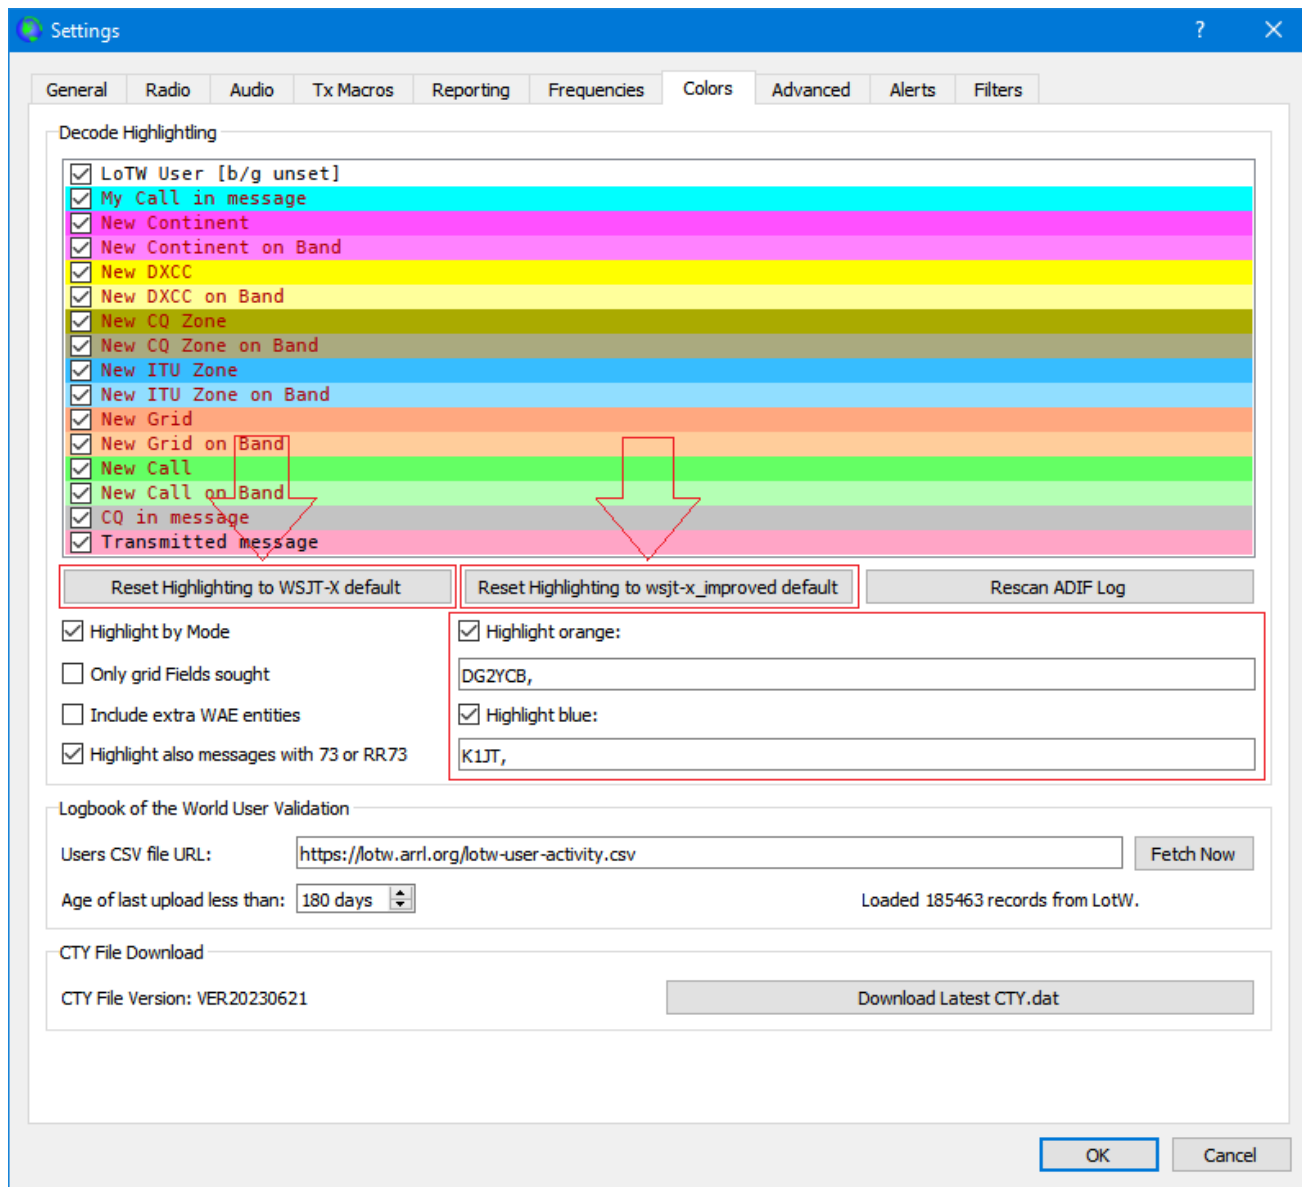 Settings
?
General Radio Audio Tx Macros Reporting Frequencies Colors Advanced Alerts Filters
Decode Highlightling
LoTW User [b/g unset]
My Call in message
New Continent
New Continent on Band
New DXCC
New DXCC on Band
New CQ Zone
New CQ Zone on Band
New ITU Zone
New ITU Zone on Band
New Grid
New Grid on Band
New Call
New Call on Band
CQ in message
Transmitted message
Reset Highlighting to WSJT-X default Reset Highlighting to wsjt-x_improved default Rescan ADIF Log
Highlight by Mode Highlight orange:
Only grid Fields sought DG2YCB,
Include extra WAE entities Highlight blue:
Highlight also messages with 73 or RR73 K1JT,
Logbook of the World User Validation
Users CSV file URL: https://lotw.arrl.org/lotw-user-activity.csv Fetch Now
Age of last upload less than: 180 days Loaded 185463 records from LotW.
CTY File Download
CTY File Version: VER20230621 Download Latest CTY.dat
OK Cancel